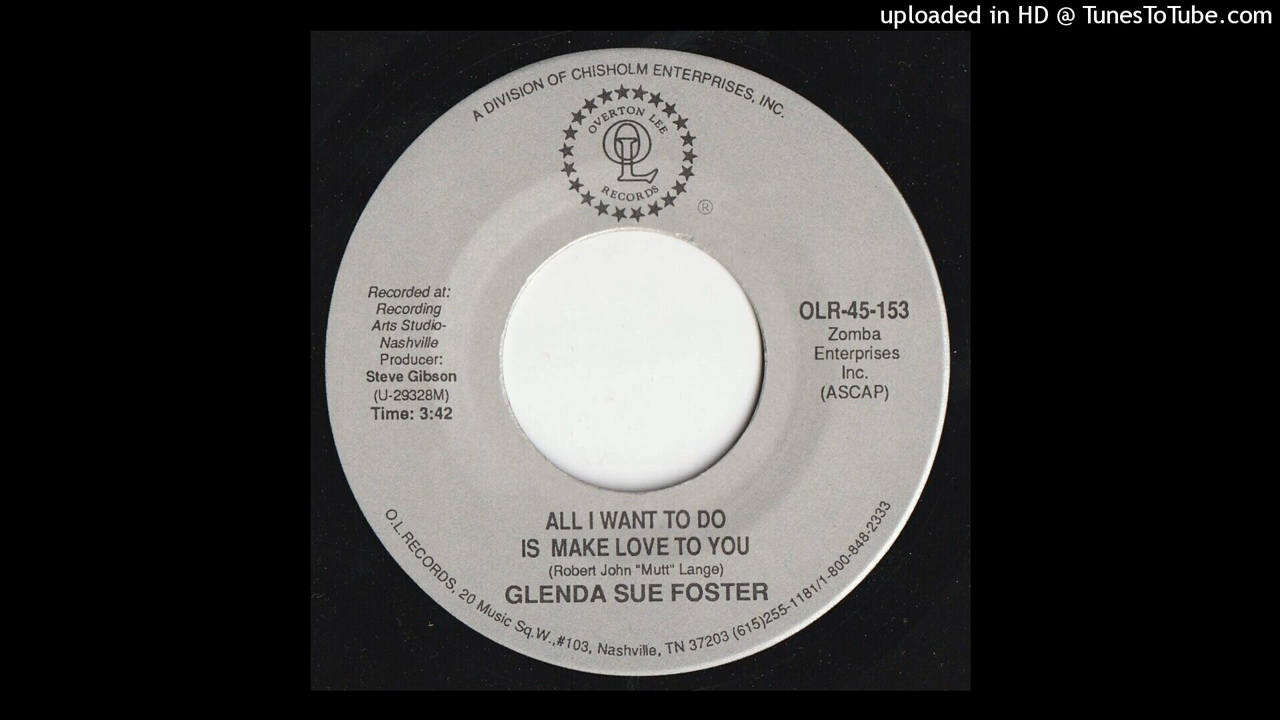 uploaded in HD @ TunesToTube.com
A DIVISION OF CHISHOLM ENTERPRISES, INC.
OVERTON LEE
OL
RECORDS
®
Recorded at:
Recording
Arts Studio-
Nashville
Producer:
Steve Gibson
(U-29328M)
Time: 3:42
OLR-45-153
Zomba
Enterprises
Inc.
(ASCAP)
ALL I WANT TO DO
IS MAKE LOVE TO YOU
(Robert John "Mutt" Lange)
GLENDA SUE FOSTER
O.L.RECORDS, 20 Music Sq.W.,#103, Nashville, TN 37203 (615)255-1181/1-800-848-2333